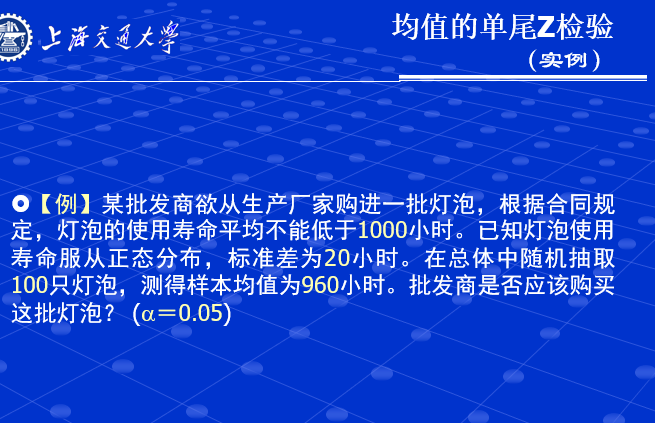 上海交通大学
均值的单尾Z检验
（实例）
【例】某批发商欲从生产厂家购进一批灯泡，根据合同规
定，灯泡的使用寿命平均不能低于1000小时。已知灯泡使用
寿命服从正态分布，标准差为20小时。在总体中随机抽取
100只灯泡，测得样本均值为960小时。批发商是否应该购买
这批灯泡？ (α＝0.05)